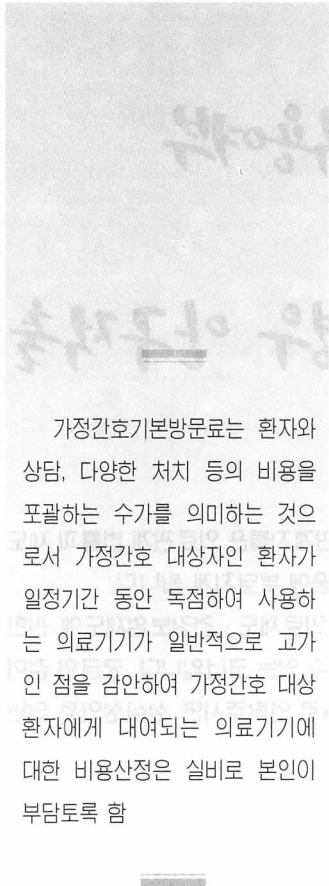 가정간호기본방문료는 환자와
상담, 다양한 처치 등의 비용을
포괄하는 수가를 의미하는 것으
로서 가정간호 대상자인 환자가
일정기간 동안 독점하여 사용하
는 의료기기가 일반적으로 고가
인 점을 감안하여 가정간호 대상
환자에게 대여되는 의료기기에
대한 비용산정은 실비로 본인이
부담토록 함